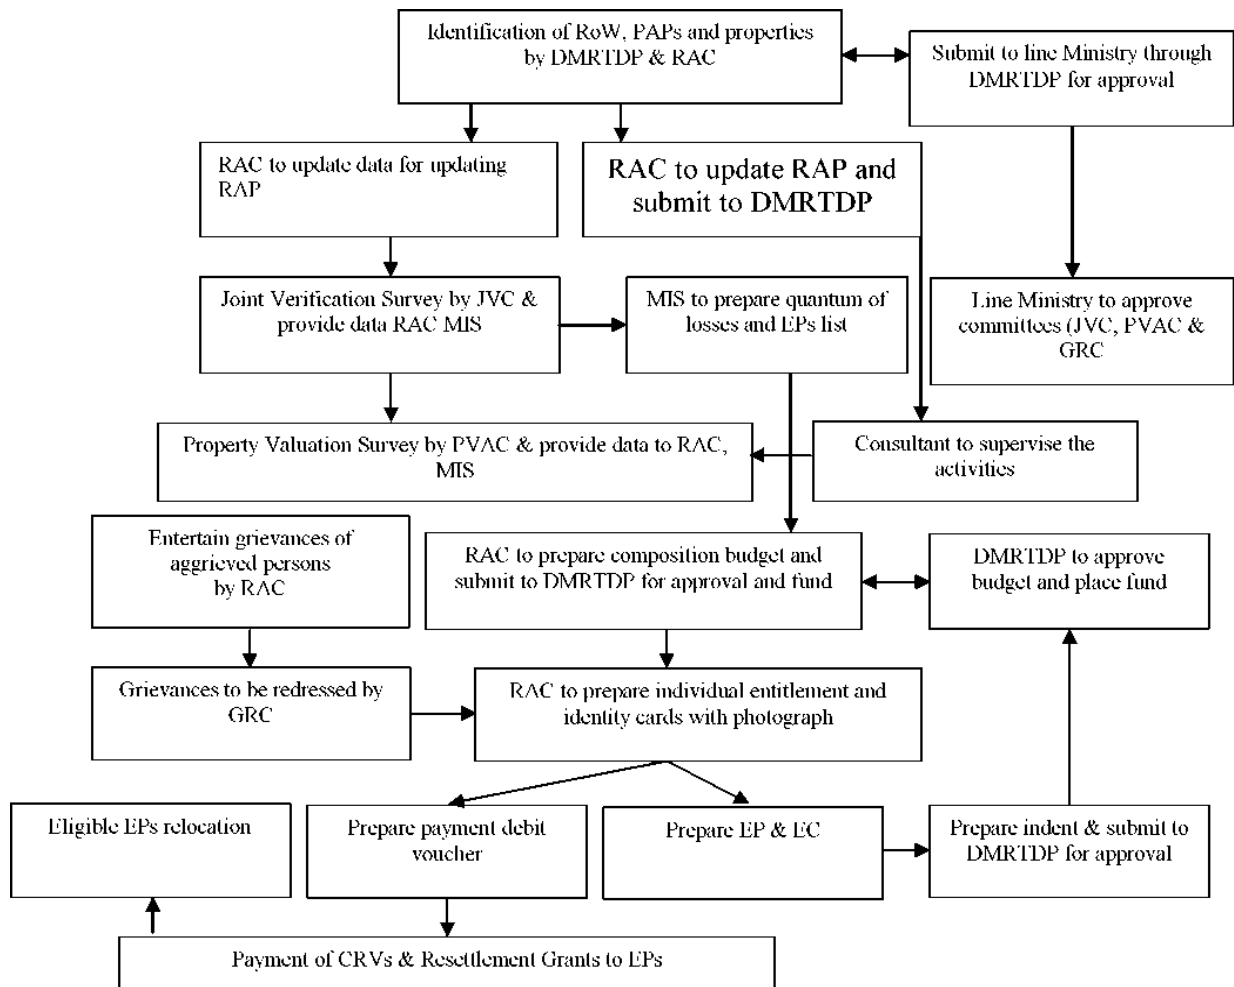 Identification of RoW, PAPs and properties
by DMRTDP & RAC
Submit to line Ministry through
DMRTDP for approval
RAC to update data for updating
RAP
RAC to update RAP and
submit to DMRTDP
Joint Verification Survey by JVC &
provide data RAC MIS
MIS to prepare quantum of
losses and EPs list
Line Ministry to approve
committees (JVC, PVAC &
GRC
Property Valuation Survey by PVAC & provide data to RAC,
MIS
Consultant to supervise the
activities
Entertain grievances of
aggrieved persons
by RAC
RAC to prepare composition budget and
submit to DMRTDP for approval and fund
DMRTDP to approve
budget and place fund
Grievances to be redressed by
GRC
RAC to prepare individual entitlement and
identity cards with photograph
Eligible EPs relocation
Prepare payment debit
voucher
Prepare EP & EC
Prepare indent & submit to
DMRTDP for approval
Payment of CRVs & Resettlement Grants to EPs